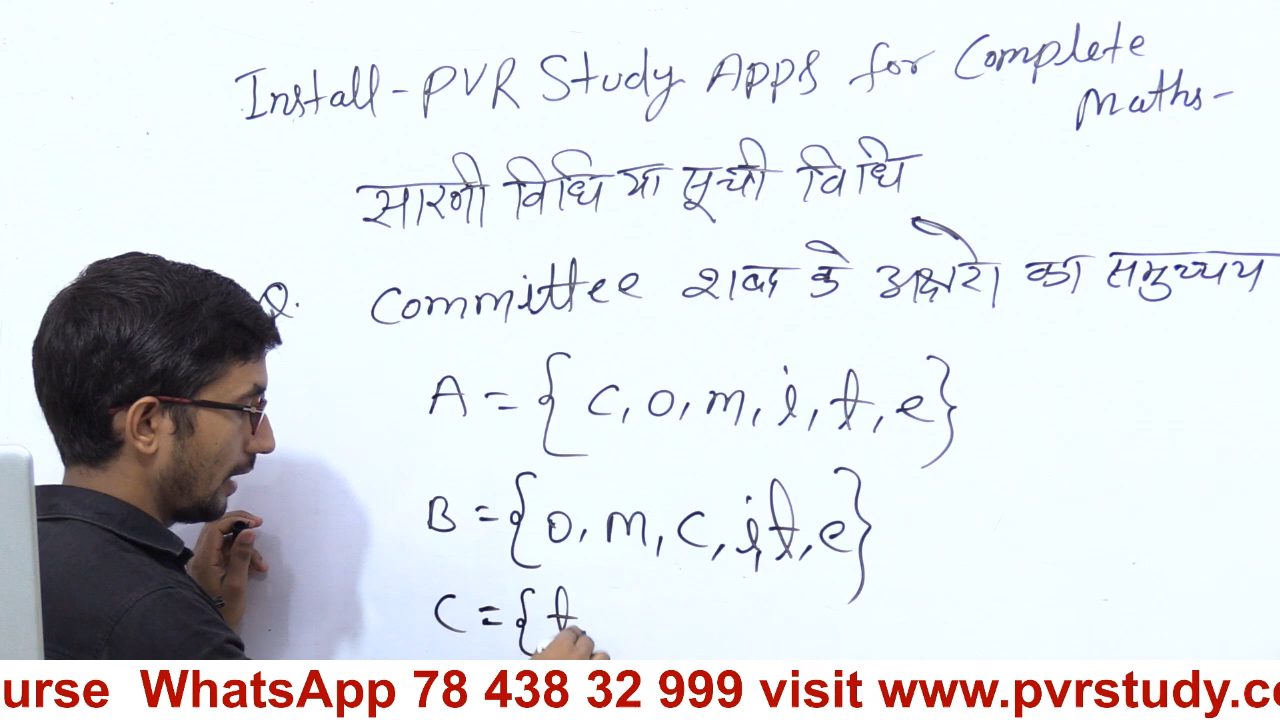 Install - PVR Study Apps for Complete
Maths -
सारणी विधि या सूची विधि
Q. Committee शब्द के अक्षरो का समुच्चय
A = { C, o, m, i, t, e}
B = { o, m, c, i, t, e}
C = { t
urse WhatsApp 78 438 32 999 visit www.pvrstudy.co